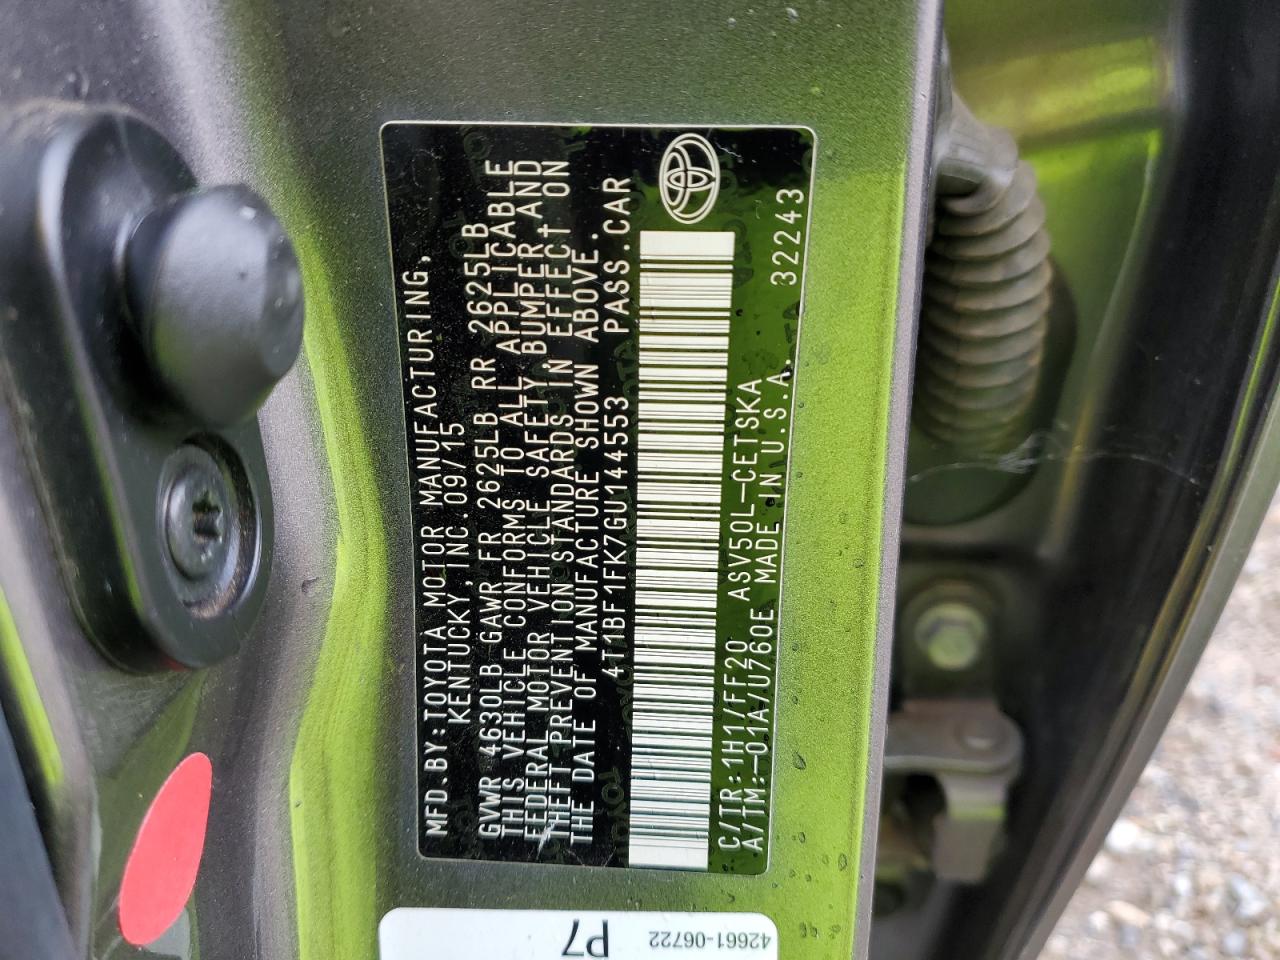 MFD.BY:TOYOTA MOTOR MANUFACTURING,
KENTUCKY, INC.09/15
GVWR 4630LB GAWR FR 2625LB RR 2625LB
THIS VEHICLE CONFORMS TO ALL APPLICABLE
FEDERAL MOTOR VEHICLE SAFETY, BUMPER, AND
THEFT PREVENTION STANDARDS IN EFFECT ON
THE DATE OF MANUFACTURE SHOWN ABOVE.
4T1BF1FK7GU144553 PASS.CAR
C/TR:1H1/FF20 ASV50L-CETSKA
A/TM:-01A/U760E MADE IN U.S.A.
32243
P7
42661-06722